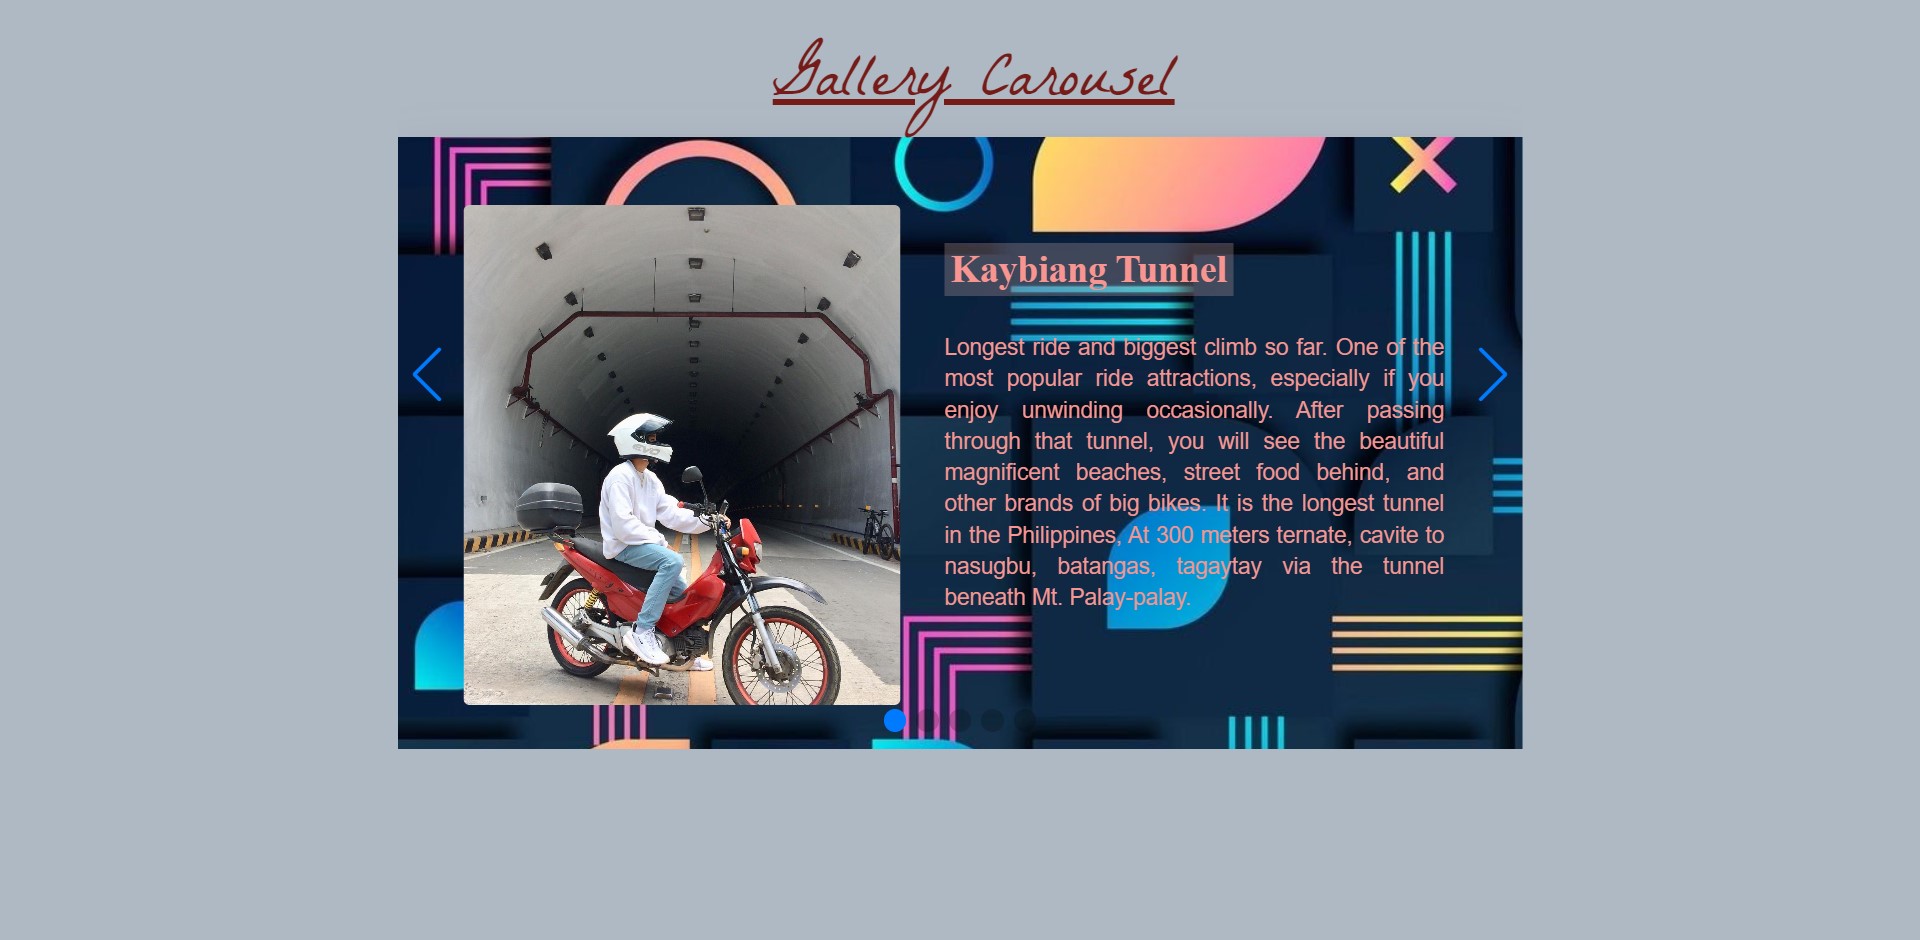 Gallery Carousel
Kaybiang Tunnel
Longest ride and biggest climb so far. One of the
most popular ride attractions, especially if you
enjoy unwinding occasionally. After passing
through that tunnel, you will see the beautiful
magnificent beaches, street food behind, and
other brands of big bikes. It is the longest tunnel
in the Philippines, At 300 meters ternate, cavite to
nasugbu, batangas, tagaytay via the tunnel
beneath Mt. Palay-palay.
EVO